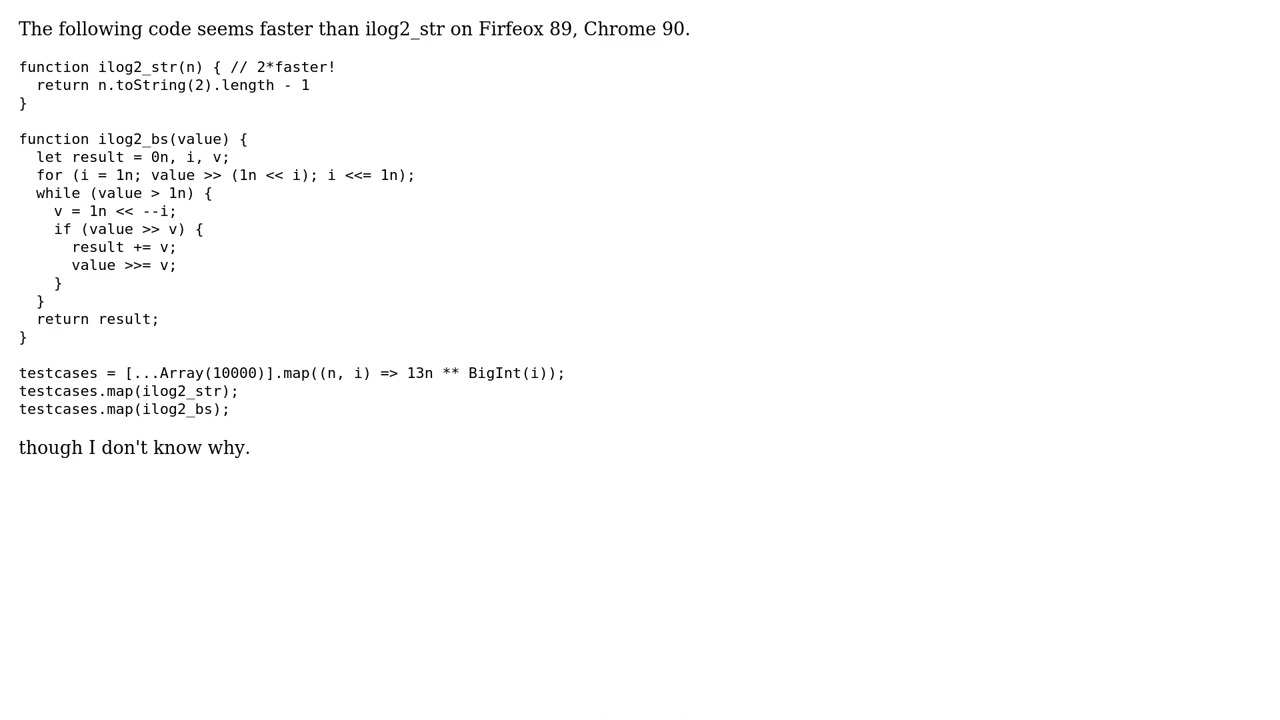 The following code seems faster than ilog2_str on Firfeox 89, Chrome 90.
function ilog2_str(n) { // 2*faster!
  return n.toString(2).length - 1
}

function ilog2_bs(value) {
  let result = 0n, i, v;
  for (i = 1n; value >> (1n << i); i <<= 1n);
  while (value > 1n) {
    v = 1n << --i;
    if (value >> v) {
      result += v;
      value >>= v;
    }
  }
  return result;
}

testcases = [...Array(10000)].map((n, i) => 13n ** BigInt(i));
testcases.map(ilog2_str);
testcases.map(ilog2_bs);
though I don't know why.